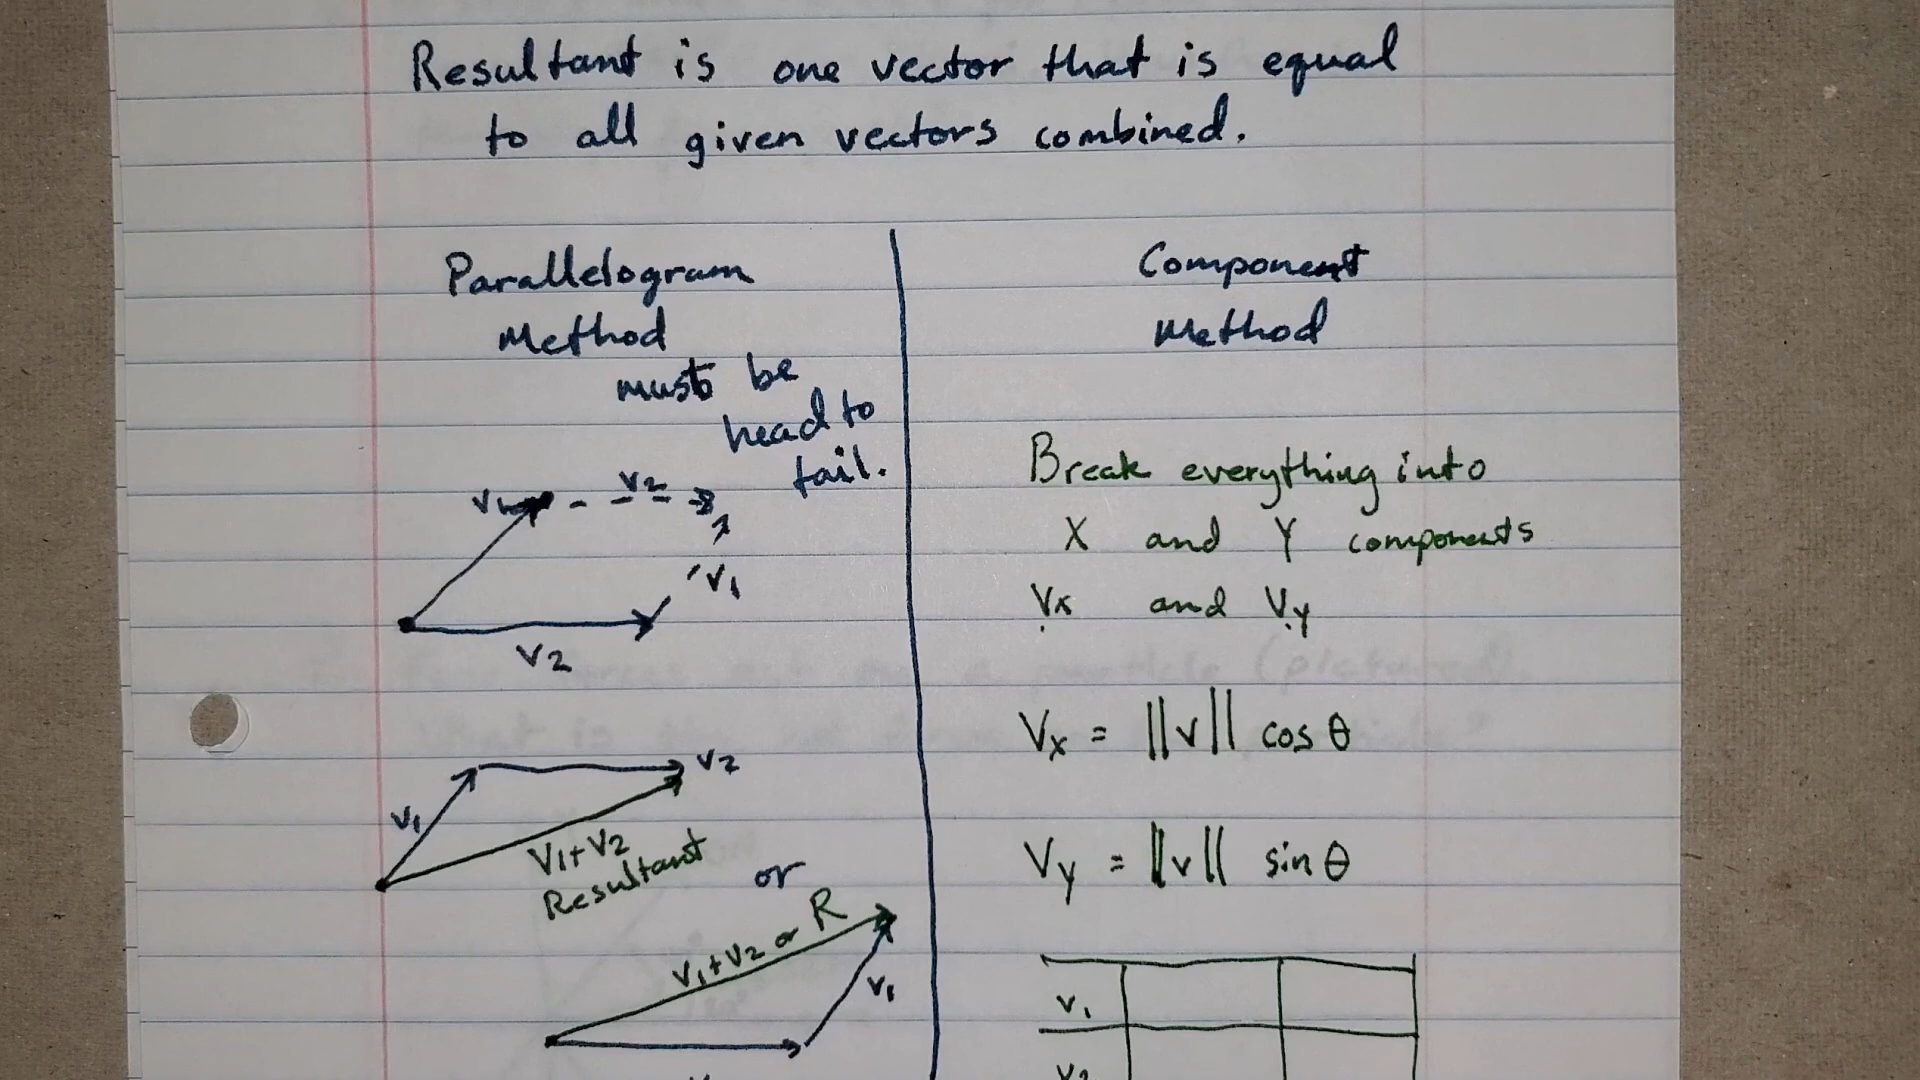 Resultant is one vector that is equal
to all given vectors combined.
Parallelogram
Method
must be
head to
tail.
V2
V1
V2
V1
V2
V1+V2
Resultant
or
V1+V2 or R
V1
Component
Method
Break everything into
X and Y components
Vx and Vy
Vx = ||v|| cos θ
Vy = ||v|| sin θ
V1
V2